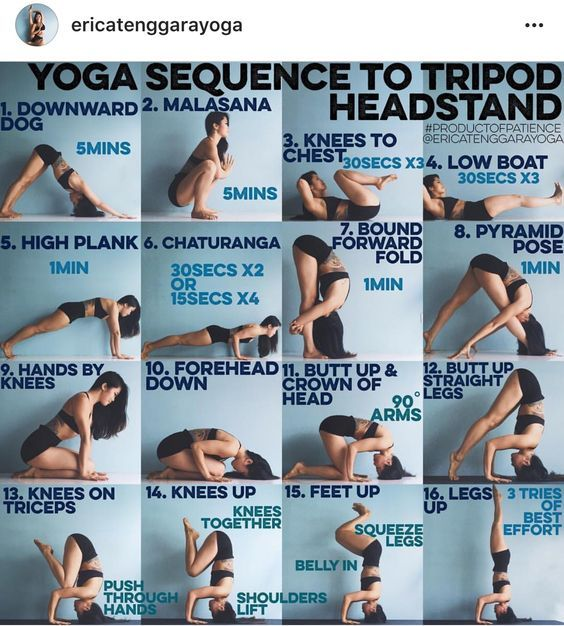 ericatenggarayoga
YOGA SEQUENCE TO TRIPOD
HEADSTAND
#PRODUCTOFPATIENCE
@ERICATENGGARAYOGA
1. DOWNWARD
DOG
5MINS
2. MALASANA
5MINS
3. KNEES TO
CHEST
30SECS X3
4. LOW BOAT
30SECS X3
5. HIGH PLANK
1MIN
6. CHATURANGA
30SECS X2
OR
15SECS X4
7. BOUND
FORWARD
FOLD
1MIN
8. PYRAMID
POSE
1MIN
9. HANDS BY
KNEES
10. FOREHEAD
DOWN
11. BUTT UP &
CROWN OF
HEAD
90°
ARMS
12. BUTT UP
STRAIGHT
LEGS
13. KNEES ON
TRICEPS
PUSH
THROUGH
HANDS
14. KNEES UP
KNEES
TOGETHER
SHOULDERS
LIFT
15. FEET UP
SQUEEZE
LEGS
BELLY IN
16. LEGS
UP
3 TRIES
OF
BEST
EFFORT